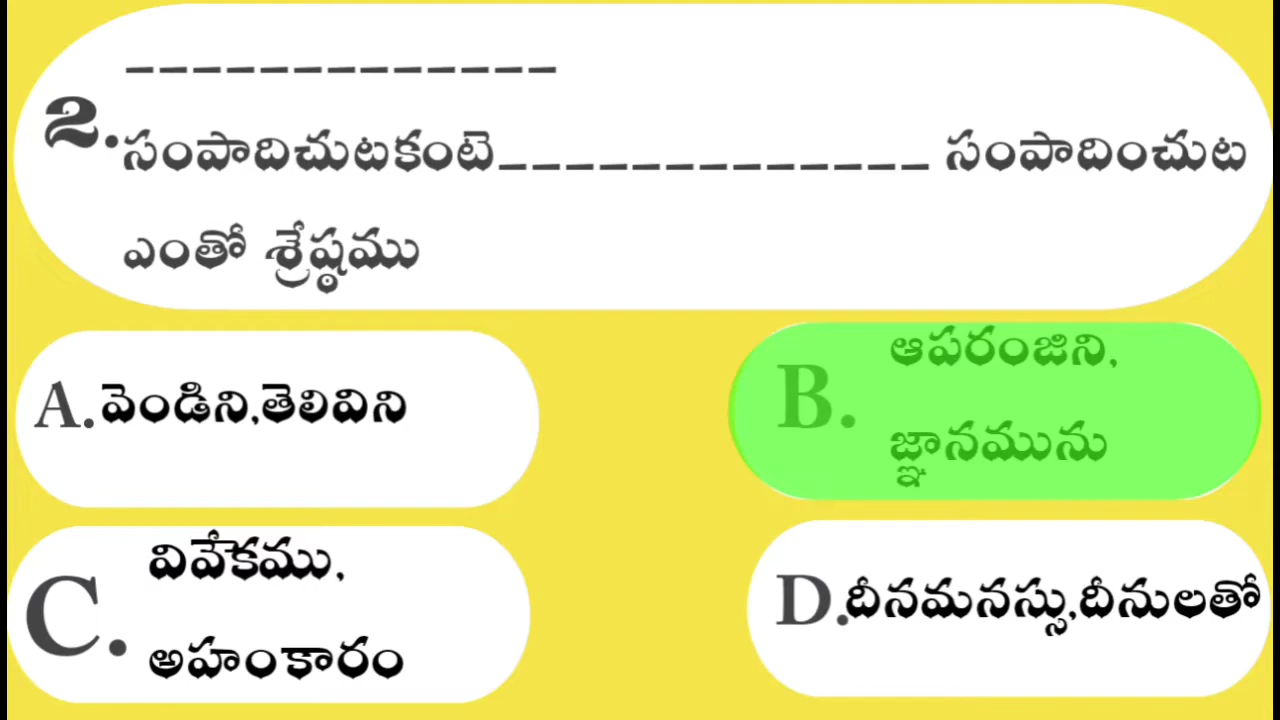 _____________
2. సంపాదిచుటకంటె_____________ సంపాదించుట
ఎంతో శ్రేష్ఠము
A. వెండిని,తెలివిని
B. ఆపరంజిని,
జ్ఞానమును
C. వివేకము,
అహంకారం
D. దీనమనస్సు,దీనులతో